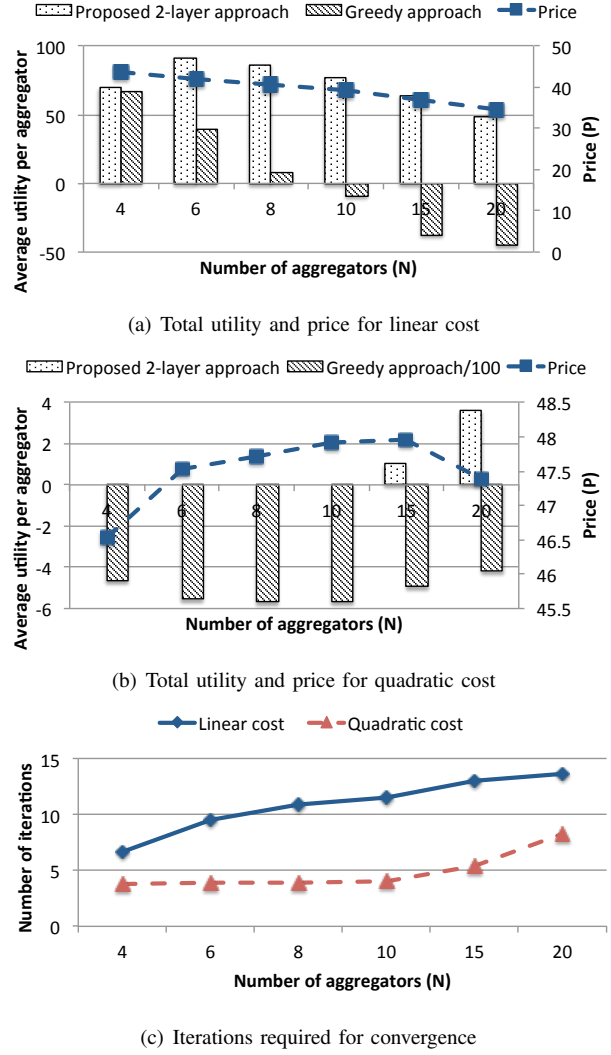 Proposed 2-layer approach Greedy approach Price
100
50
0
-50
50
40
30
20
10
0
4 6 8 10 15 20
Average utility per aggregator
Price (P)
Number of aggregators (N)
(a) Total utility and price for linear cost
Proposed 2-layer approach Greedy approach/100 Price
4
2
0
-2
-4
-6
48.5
48
47.5
47
46.5
46
45.5
4 6 8 10 15 20
Average utility per aggregator
Price (P)
Number of aggregators (N)
(b) Total utility and price for quadratic cost
Linear cost Quadratic cost
15
10
5
0
4 6 8 10 15 20
Number of iterations
Number of aggregators (N)
(c) Iterations required for convergence